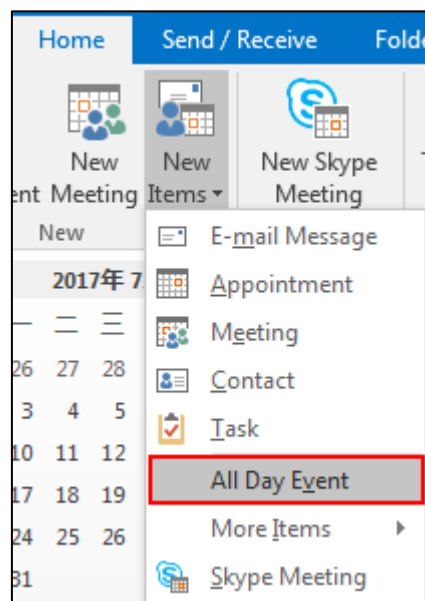 Home Send / Receive Fold
New Meeting
New Items
New Skype Meeting
ent
New
E-mail Message
Appointment
Meeting
Contact
Task
All Day Event
More Items
Skype Meeting
2017年 7
一 二 三
26 27 28
3 4 5
10 11 12
17 18 19
24 25 26
31